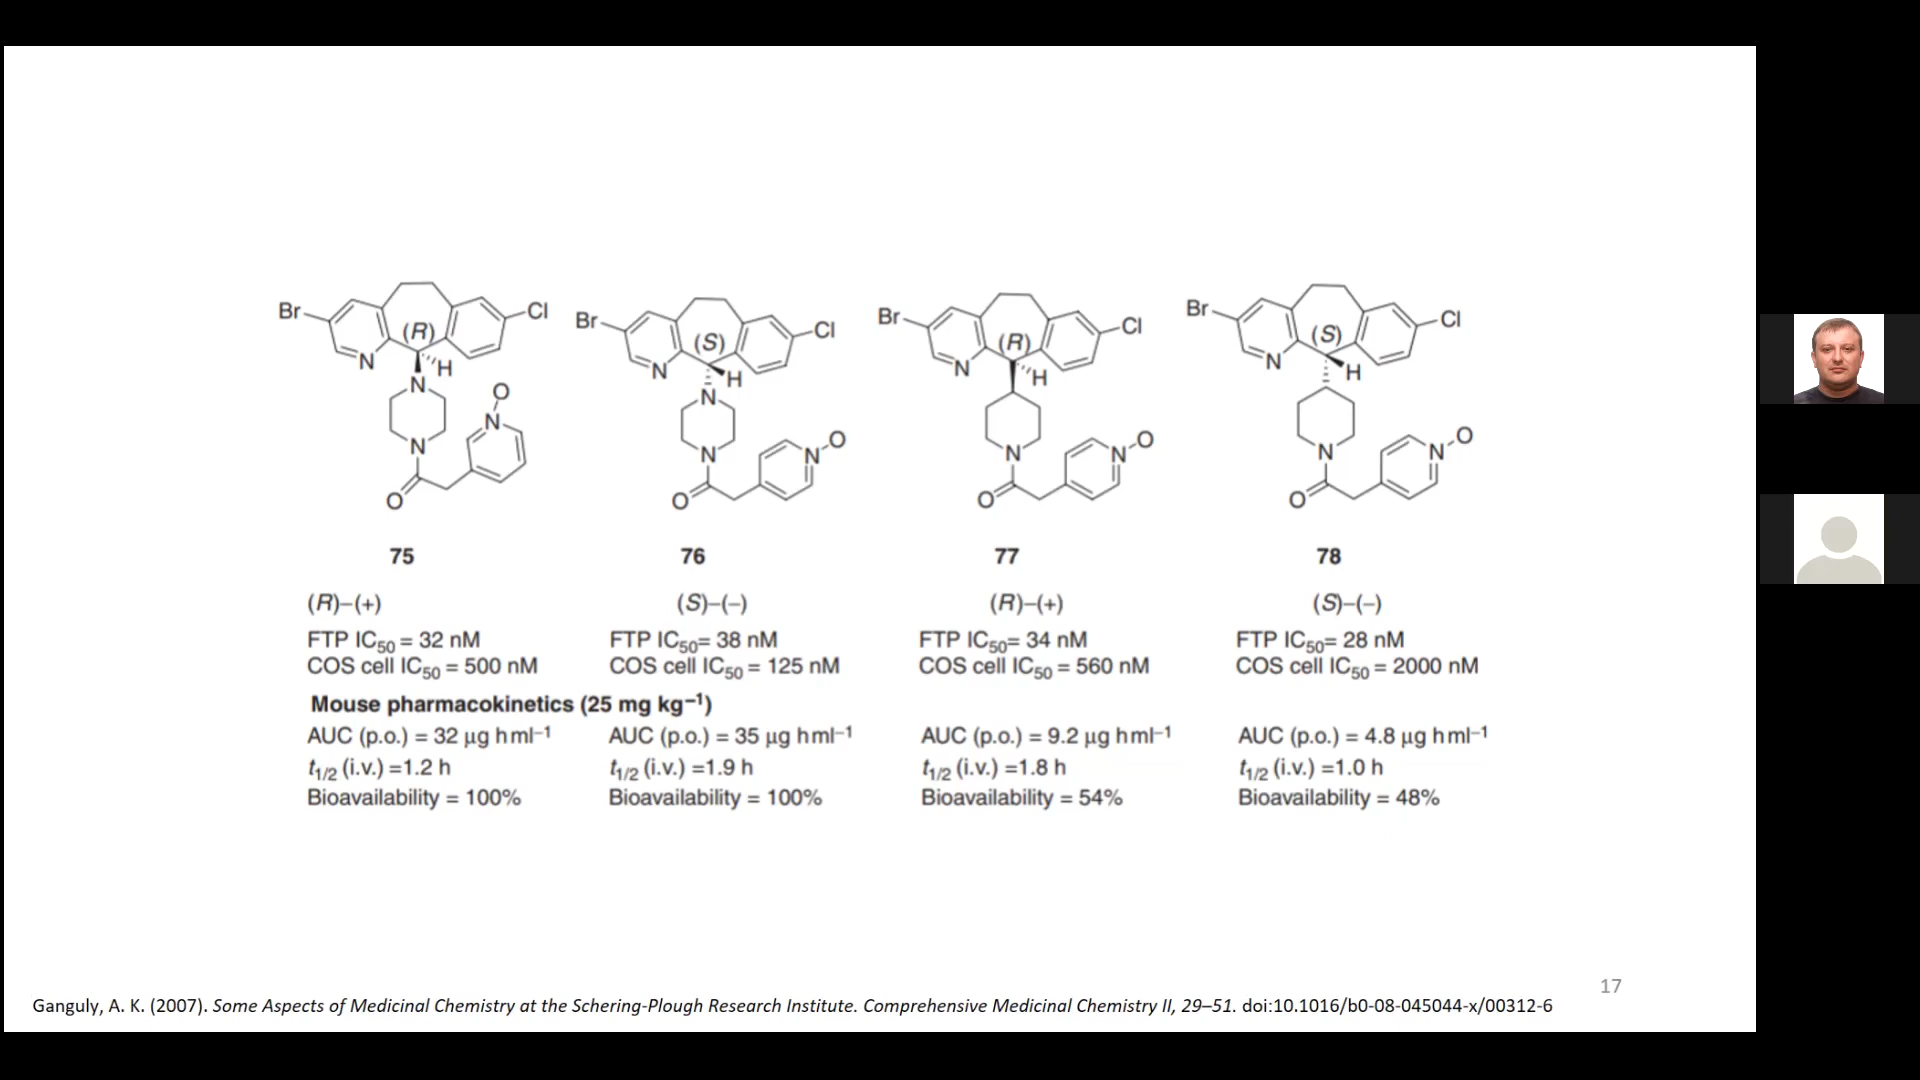 Br Cl (R) N H N N O N O
Br Cl (S) N H N N O N O
Br Cl (R) N H N O N O
Br Cl (S) N H N O N O
75 76 77 78
(R)–(+) (S)–(–) (R)–(+) (S)–(–)
FTP IC50 = 32 nM FTP IC50= 38 nM FTP IC50= 34 nM FTP IC50= 28 nM
COS cell IC50 = 500 nM COS cell IC50 = 125 nM COS cell IC50 = 560 nM COS cell IC50 = 2000 nM
Mouse pharmacokinetics (25 mg kg⁻¹)
AUC (p.o.) = 32 µg h ml⁻¹ AUC (p.o.) = 35 µg h ml⁻¹ AUC (p.o.) = 9.2 µg h ml⁻¹ AUC (p.o.) = 4.8 µg h ml⁻¹
t1/2 (i.v.) =1.2 h t1/2 (i.v.) =1.9 h t1/2 (i.v.) =1.8 h t1/2 (i.v.) =1.0 h
Bioavailability = 100% Bioavailability = 100% Bioavailability = 54% Bioavailability = 48%
17
Ganguly, A. K. (2007). Some Aspects of Medicinal Chemistry at the Schering-Plough Research Institute. Comprehensive Medicinal Chemistry II, 29–51. doi:10.1016/b0-08-045044-x/00312-6